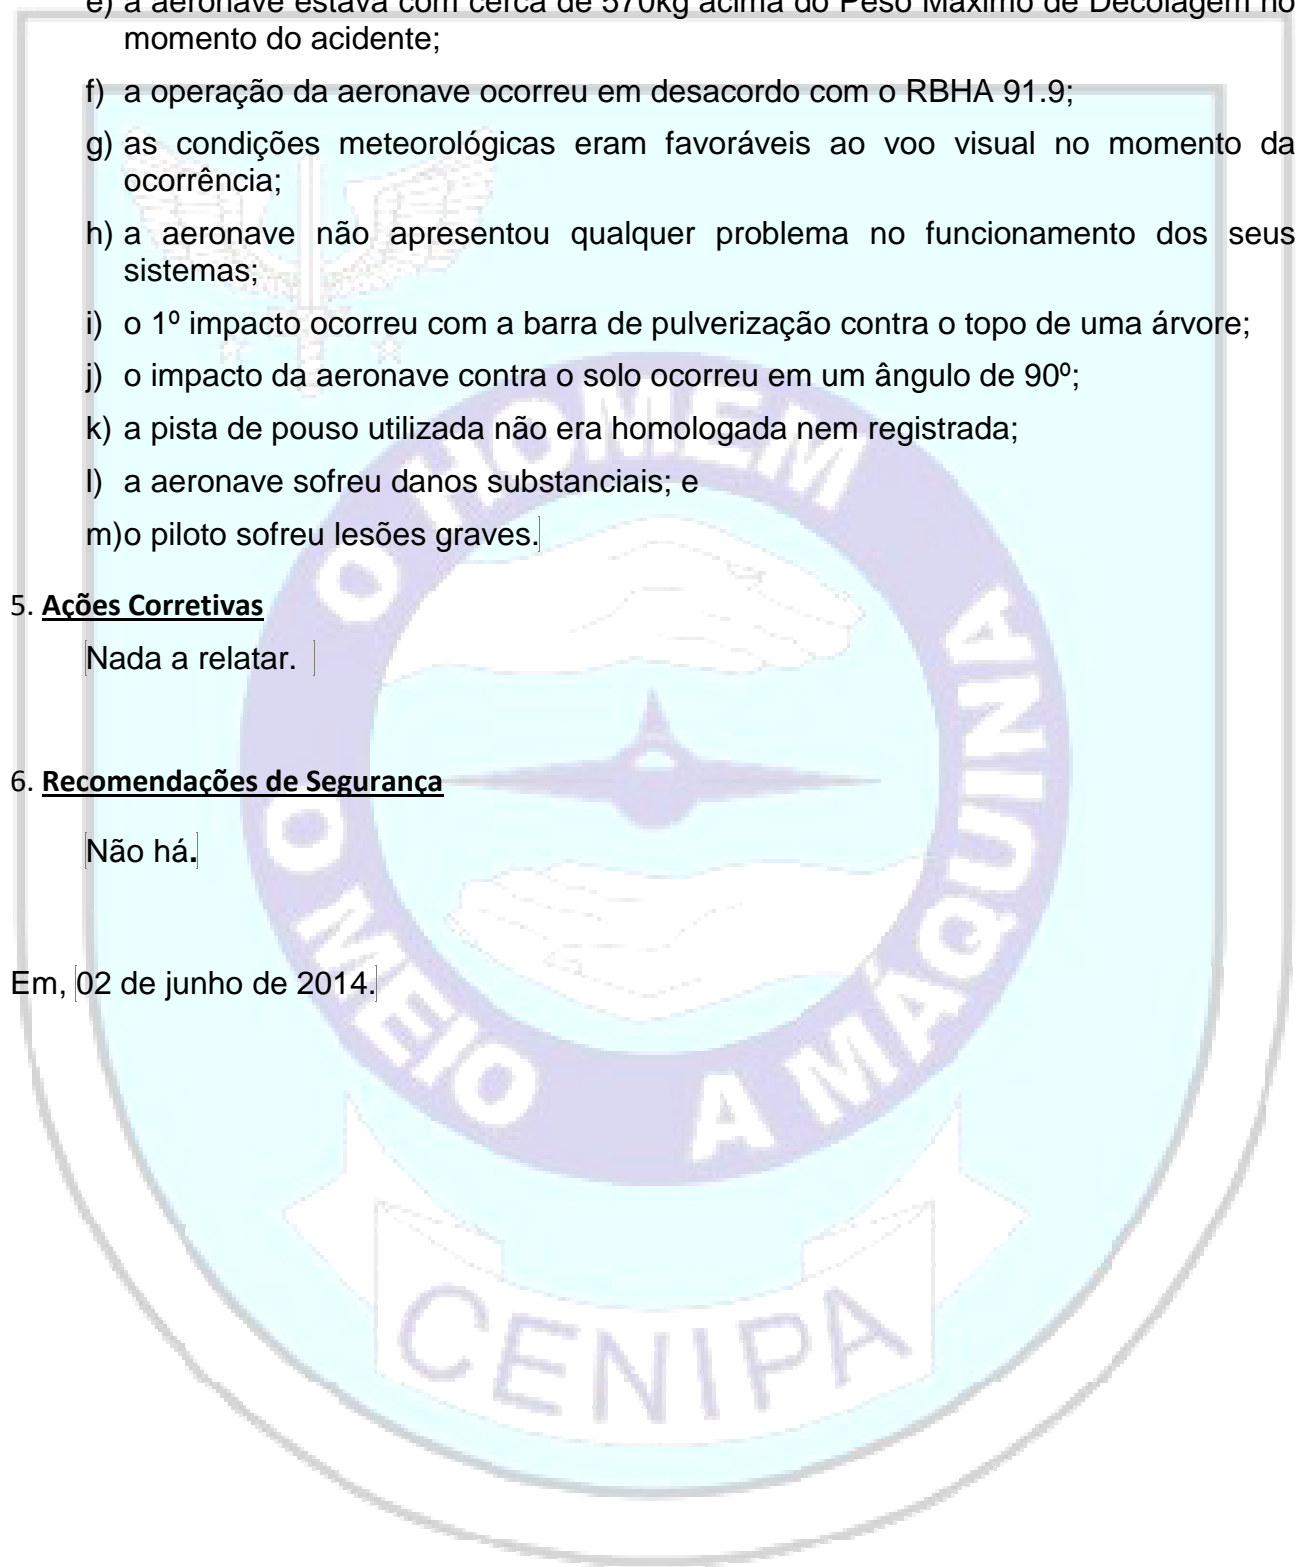 e) a aeronave estava com cerca de 570kg acima do Peso Máximo de Decolagem no
momento do acidente;
f) a operação da aeronave ocorreu em desacordo com o RBHA 91.9;
g) as condições meteorológicas eram favoráveis ao voo visual no momento da
ocorrência;
h) a aeronave não apresentou qualquer problema no funcionamento dos seus
sistemas;
i) o 1º impacto ocorreu com a barra de pulverização contra o topo de uma árvore;
j) o impacto da aeronave contra o solo ocorreu em um ângulo de 90º;
k) a pista de pouso utilizada não era homologada nem registrada;
l) a aeronave sofreu danos substanciais; e
m)o piloto sofreu lesões graves.
5. Ações Corretivas
Nada a relatar.
6. Recomendações de Segurança
Não há.
Em, 02 de junho de 2014.
O HOMEM
O MEIO
A MÁQUINA
CENIPA